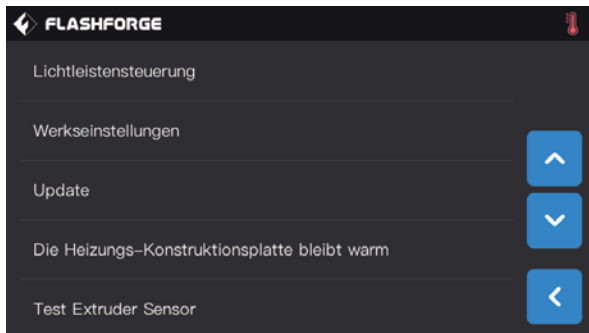 FLASHFORGE
Lichtleistensteuerung
Werkseinstellungen
Update
Die Heizungs-Konstruktionsplatte bleibt warm
Test Extruder Sensor